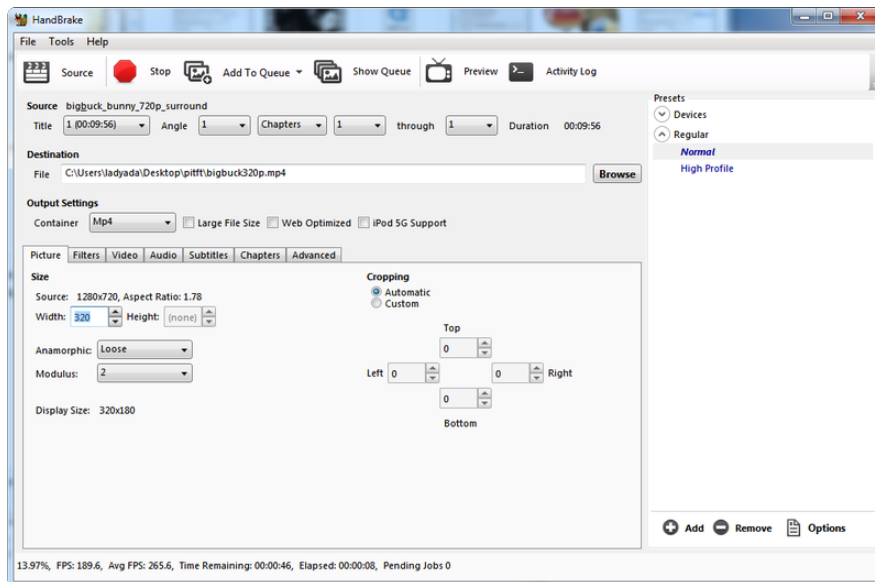 HandBrake
File Tools Help
Source Stop Add To Queue Show Queue Preview Activity Log
Source bigbuck_bunny_720p_surround
Title 1 (00:09:56) Angle 1 Chapters 1 through 1 Duration 00:09:56
Destination
File C:\Users\ladyada\Desktop\pitft\bigbuck320p.mp4 Browse
Output Settings
Container Mp4 Large File Size Web Optimized iPod 5G Support
Picture Filters Video Audio Subtitles Chapters Advanced
Size
Source: 1280x720, Aspect Ratio: 1.78
Width: 320 Height: (none)
Anamorphic: Loose
Modulus: 2
Display Size: 320x180
Cropping
Automatic
Custom
Top
0
Left 0 0 Right
0
Bottom
Presets
Devices
Regular
Normal
High Profile
Add Remove Options
13.97%, FPS: 189.6, Avg FPS: 265.6, Time Remaining: 00:00:46, Elapsed: 00:00:08, Pending Jobs 0